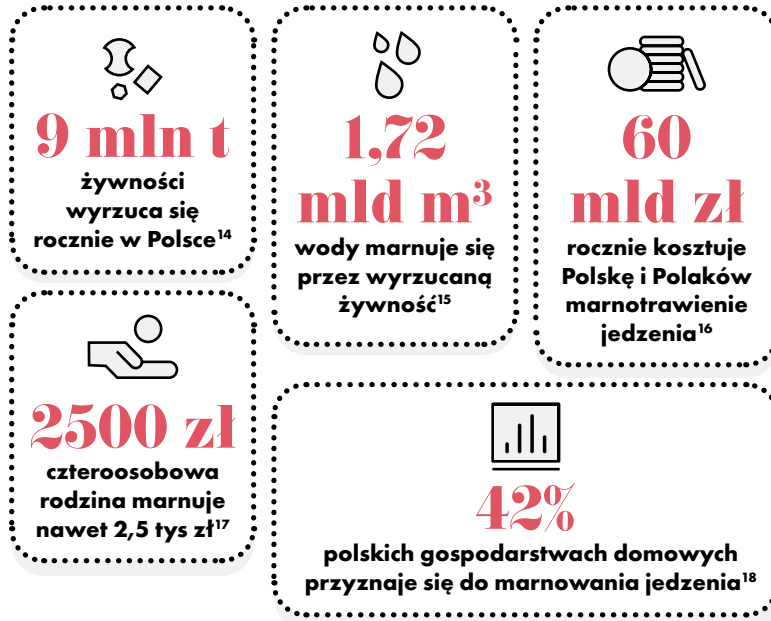 9 mln t
żywności
wyrzuca się
rocznie w Polsce¹⁴
1,72
mld m³
wody marnuje się
przez wyrzucaną
żywność¹⁵
60
mld zł
rocznie kosztuje
Polskę i Polaków
marnotrawienie
jedzenia¹⁶
2500 zł
czteroosobowa
rodzina marnuje
nawet 2,5 tys zł¹⁷
42%
polskich gospodarstwach domowych
przyznaje się do marnowania jedzenia¹⁸